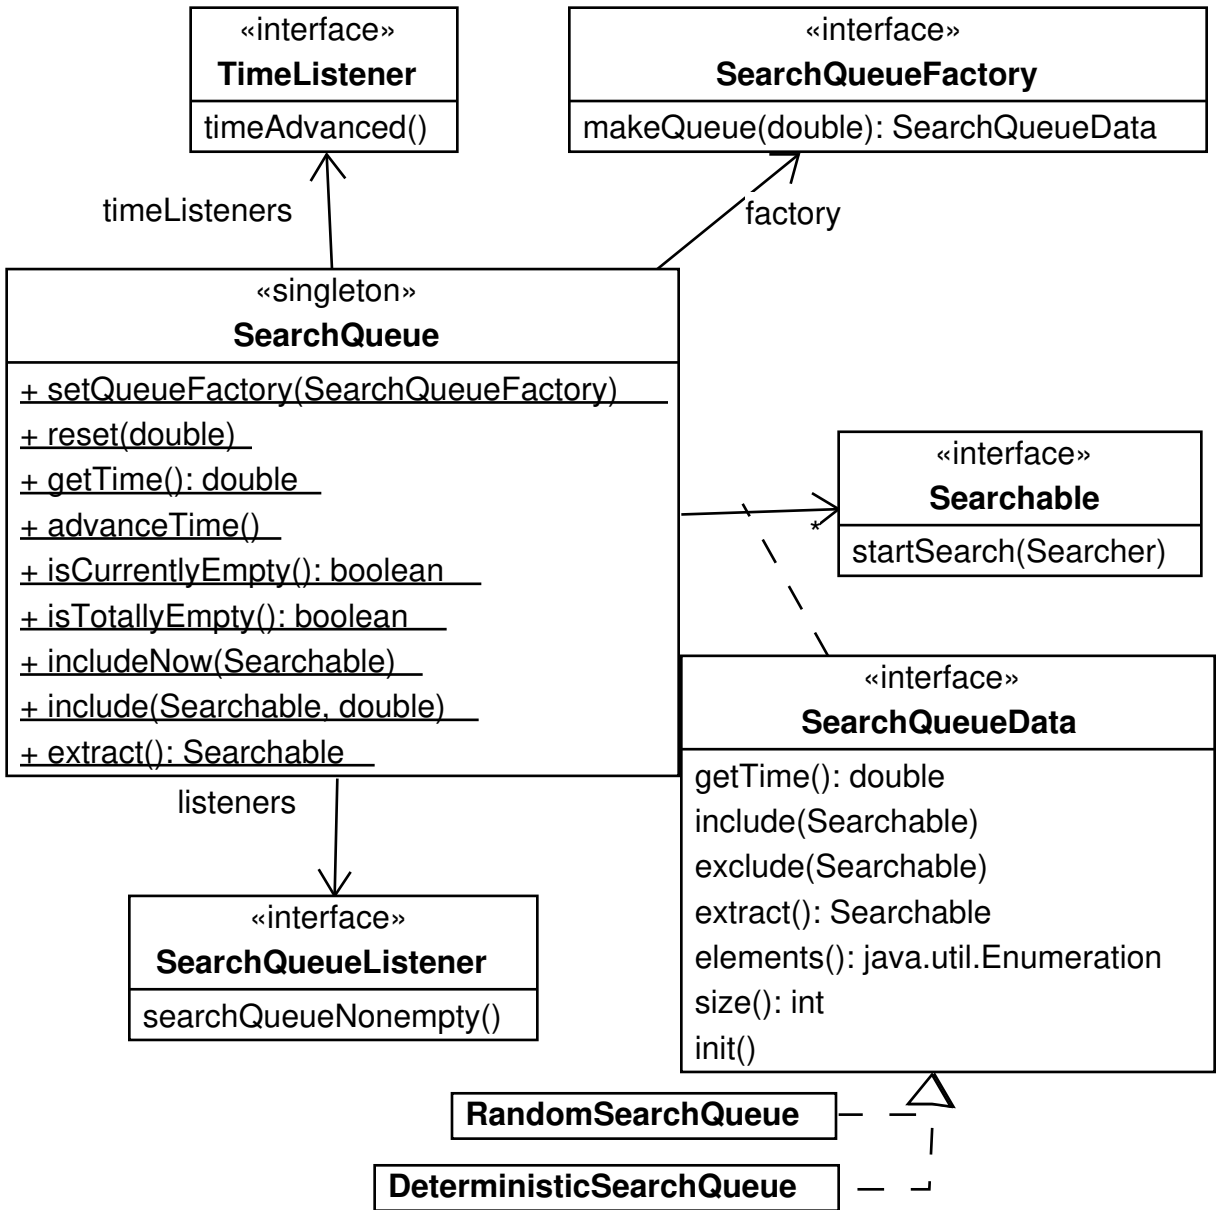 «interface»
TimeListener
timeAdvanced()
«interface»
SearchQueueFactory
makeQueue(double): SearchQueueData
timeListeners
factory
«singleton»
SearchQueue
+ setQueueFactory(SearchQueueFactory)
+ reset(double)
+ getTime(): double
+ advanceTime()
+ isCurrentlyEmpty(): boolean
+ isTotallyEmpty(): boolean
+ includeNow(Searchable)
+ include(Searchable, double)
+ extract(): Searchable
«interface»
Searchable
startSearch(Searcher)
*
«interface»
SearchQueueData
getTime(): double
include(Searchable)
exclude(Searchable)
extract(): Searchable
elements(): java.util.Enumeration
size(): int
init()
listeners
«interface»
SearchQueueListener
searchQueueNonempty()
RandomSearchQueue
DeterministicSearchQueue